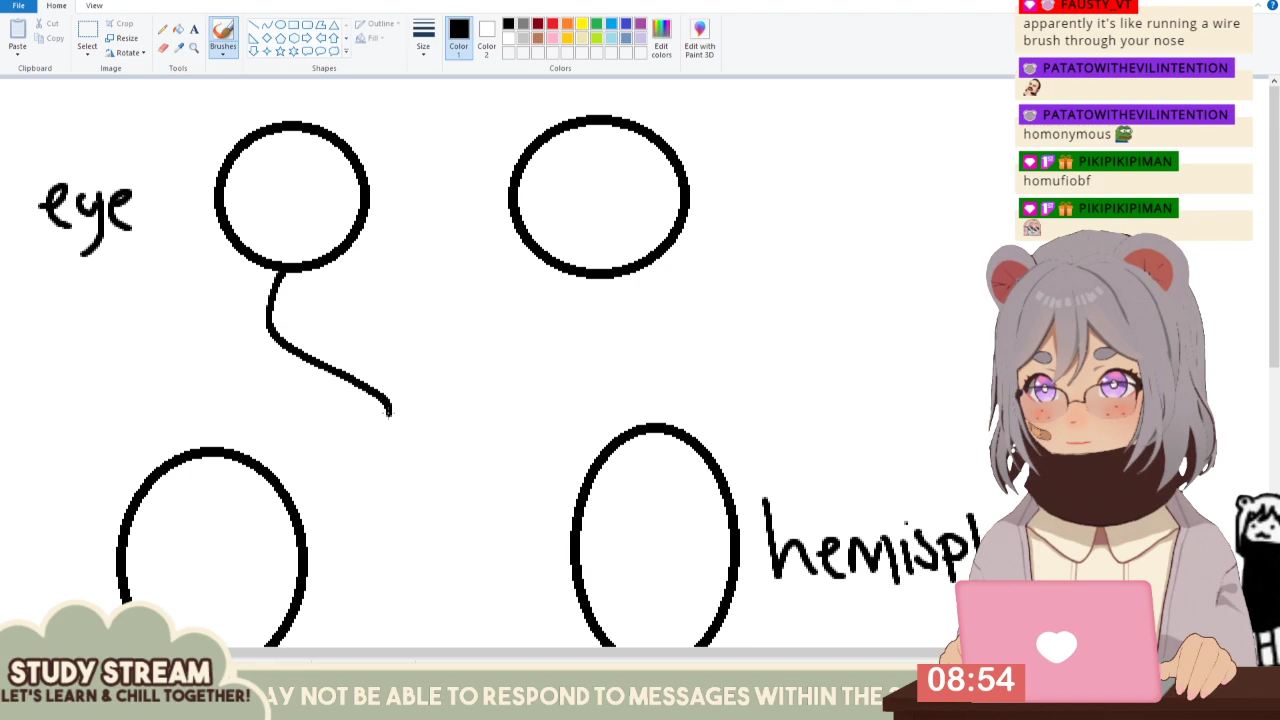 File
Home
View
Paste
Cut
Copy
Clipboard
Select
Crop
Resize
Rotate
Image
Tools
Brushes
Shapes
Outline
Fill
Size
Color 1
Color 2
Colors
Edit colors
Edit with Paint 3D
FAUSTY_VT
apparently it's like running a wire
brush through your nose
PATATOWITHEVILINTENTION
PATATOWITHEVILINTENTION
homonymous
PIKIPIKIPIMAN
homufiobf
PIKIPIKIPIMAN
eye
hemisp
STUDY STREAM
LET'S LEARN & CHILL TOGETHER!
AY NOT BE ABLE TO RESPOND TO MESSAGES WITHIN THE
08:54